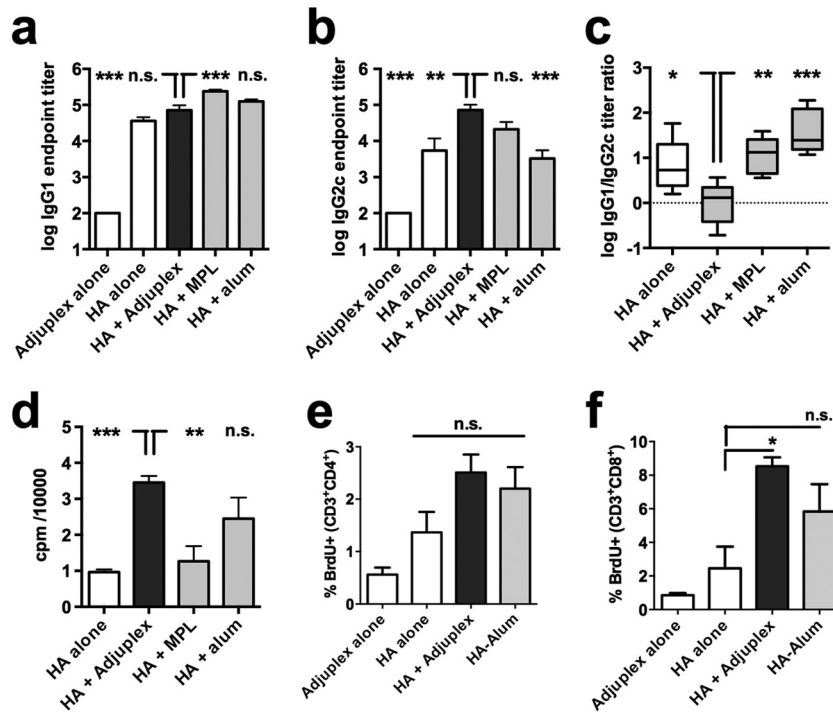 a
log IgG1 endpoint titer
*** n.s. *** n.s.
6
5
4
3
2
1
Adjuplex alone
HA alone
HA + Adjuplex
HA + MPL
HA + alum
b
log IgG2c endpoint titer
*** ** n.s. ***
6
5
4
3
2
1
Adjuplex alone
HA alone
HA + Adjuplex
HA + MPL
HA + alum
c
log IgG1/IgG2c titer ratio
* ** ***
3
2
1
0
-1
HA alone
HA + Adjuplex
HA + MPL
HA + alum
d
cpm /10000
*** ** n.s.
5
4
3
2
1
0
HA alone
HA + Adjuplex
HA + MPL
HA + alum
e
% BrdU+ (CD3+CD4+)
n.s.
3
2
1
0
Adjuplex alone
HA alone
HA + Adjuplex
HA-Alum
f
% BrdU+ (CD3+CD8+)
n.s.
*
10
8
6
4
2
0
Adjuplex alone
HA alone
HA + Adjuplex
HA-Alum